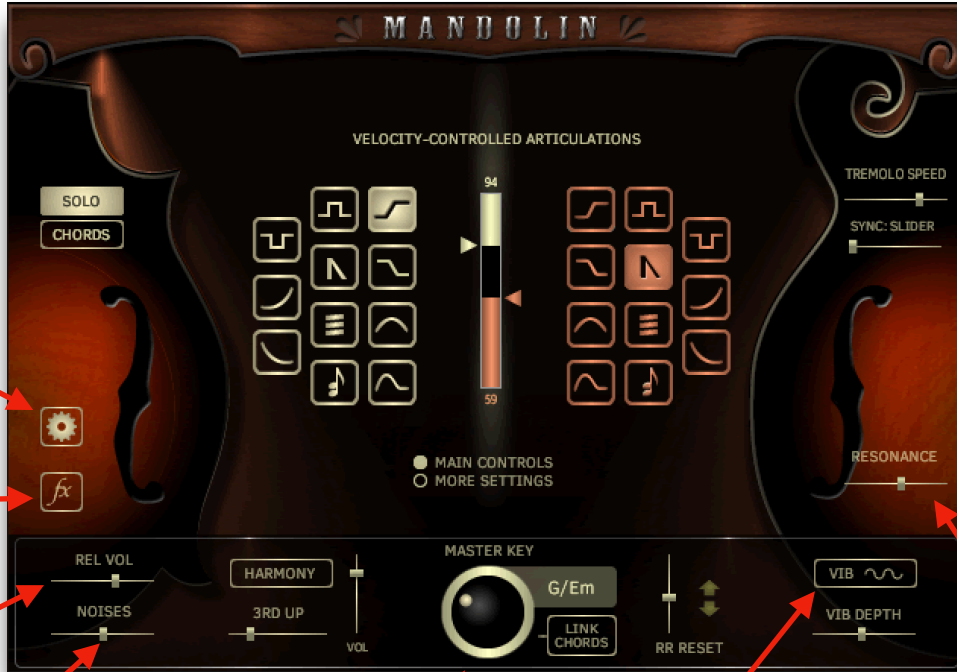 MANDOLIN
VELOCITY-CONTROLLED ARTICULATIONS
94
59
SOLO
CHORDS
TREMOLO SPEED
SYNC: SLIDER
fx
RESONANCE
MAIN CONTROLS
MORE SETTINGS
REL VOL
NOISES
HARMONY
3RD UP
VOL
MASTER KEY
G/Em
LINK
CHORDS
RR RESET
VIB
VIB DEPTH